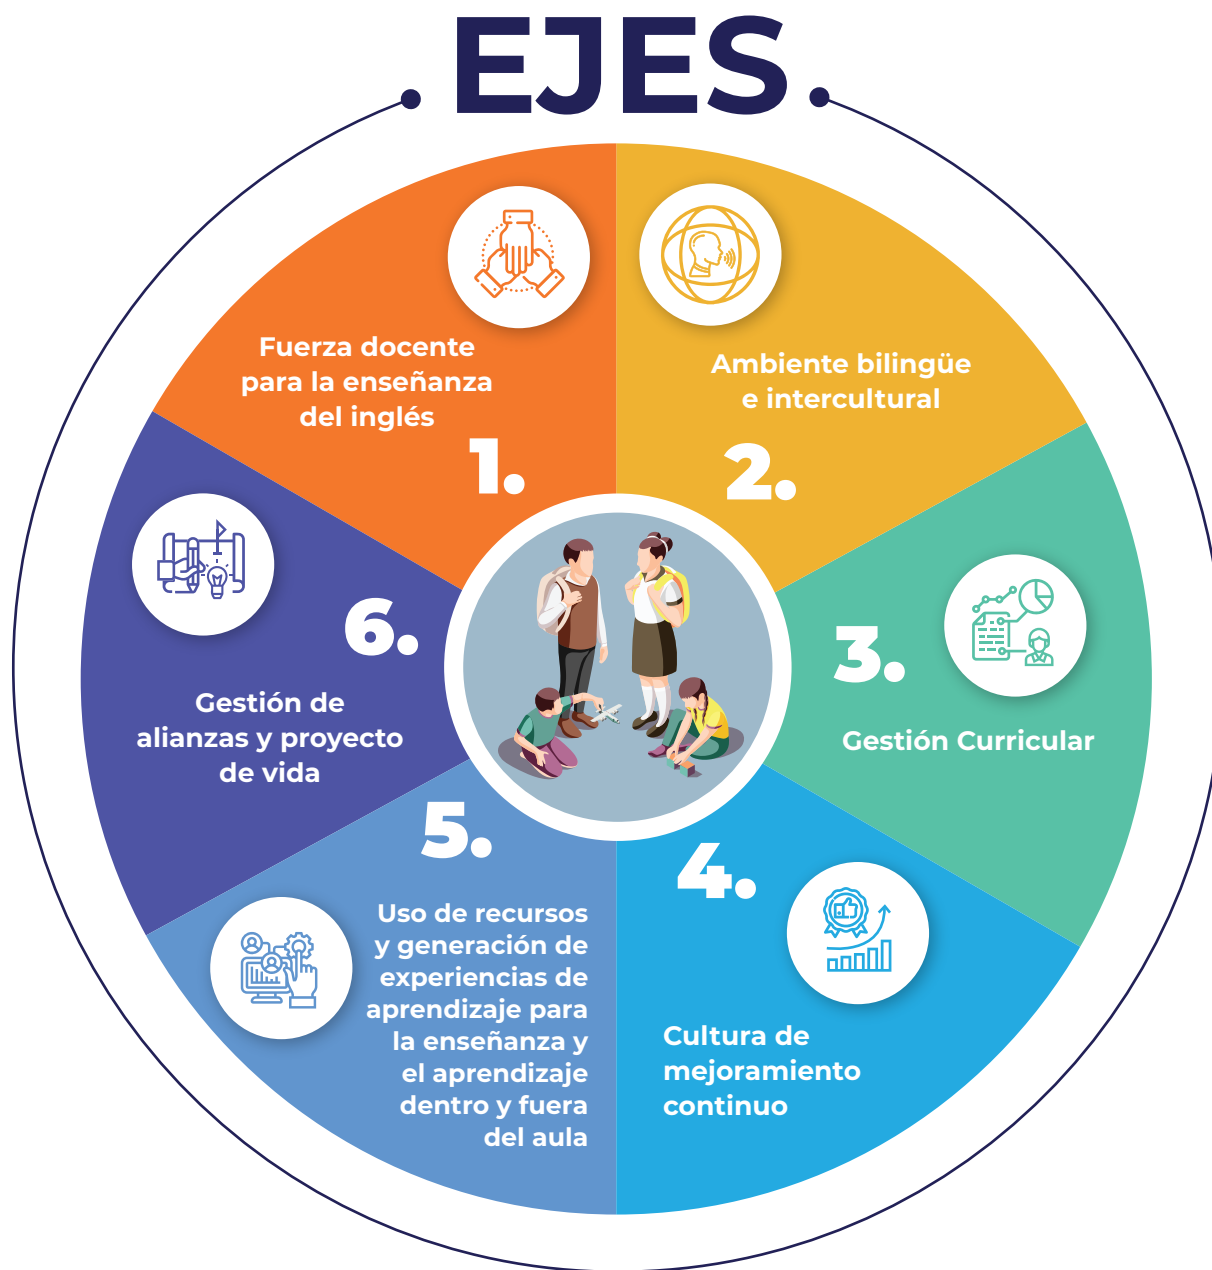 EJES
Fuerza docente
para la enseñanza
del inglés
1.
Ambiente bilingüe
e intercultural
2.
3.
Gestión Curricular
4.
Cultura de
mejoramiento
continuo
5.
Uso de recursos
y generación de
experiencias de
aprendizaje para
la enseñanza y
el aprendizaje
dentro y fuera
del aula
6.
Gestión de
alianzas y proyecto
de vida